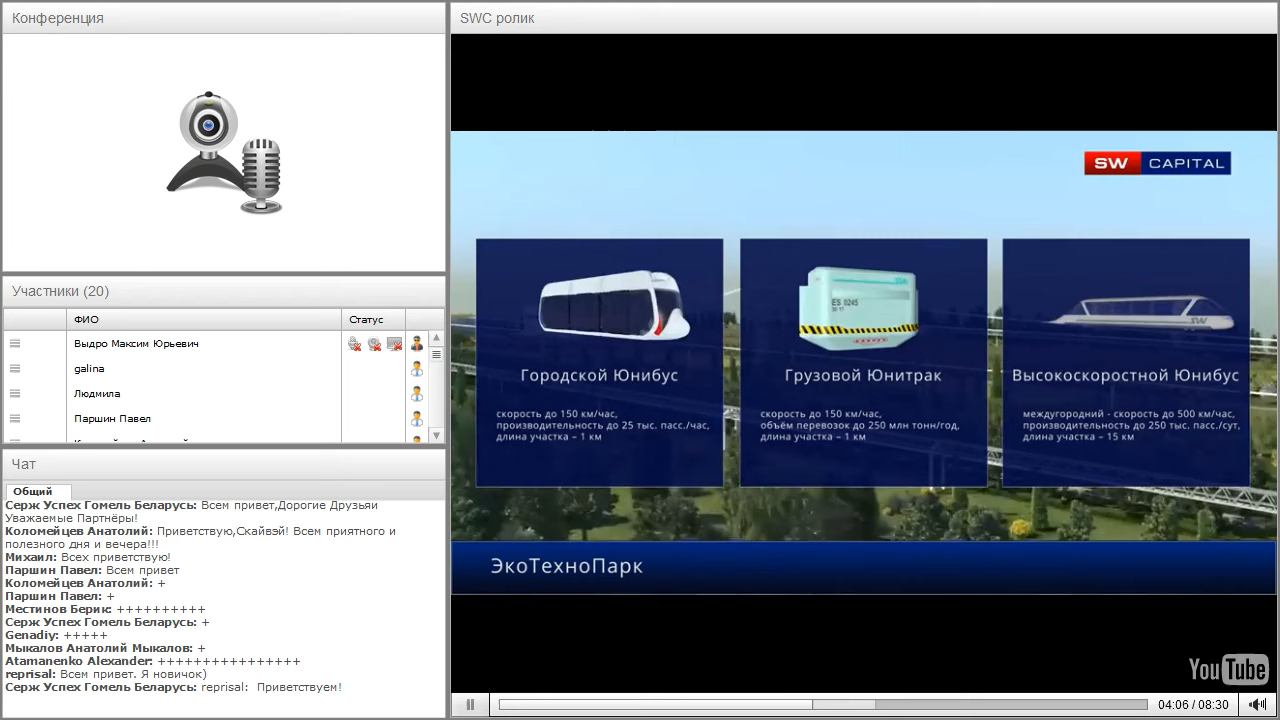 Конференция
Участники (20)
ФИО Статус
Выдро Максим Юрьевич
galina
Людмила
Паршин Павел
Чат
Общий
Серж Успех Гомель Беларусь: Всем привет,Дорогие Друзьяи
Уважаемые Партнёры!
Коломейцев Анатолий: Приветствую,Скайвэй! Всем приятного и
полезного дня и вечера!!!
Михаил: Всех приветствую!
Паршин Павел: Всем привет
Коломейцев Анатолий: +
Паршин Павел: +
Местинов Берик: ++++++++++
Серж Успех Гомель Беларусь: +
Genadiy: +++++
Мыкалов Анатолий Мыкалов: +
Atamanenko Alexander: ++++++++++++++++
reprisal: Всем привет. Я новичок)
Серж Успех Гомель Беларусь: reprisal: Приветствуем!
SWC ролик
SW CAPITAL
Городской Юнибус
скорость до 150 км/час,
производительность до 25 тыс. пасс./час,
длина участка – 1 км
ES 0245
Грузовой Юнитрак
скорость до 150 км/час,
объём перевозок до 250 млн тонн/год,
длина участка – 1 км
SW
Высокоскоростной Юнибус
междугородний - скорость до 500 км/час,
производительность до 250 тыс. пасс./сут,
длина участка – 15 км
ЭкоТехноПарк
YouTube
04:06 / 08:30